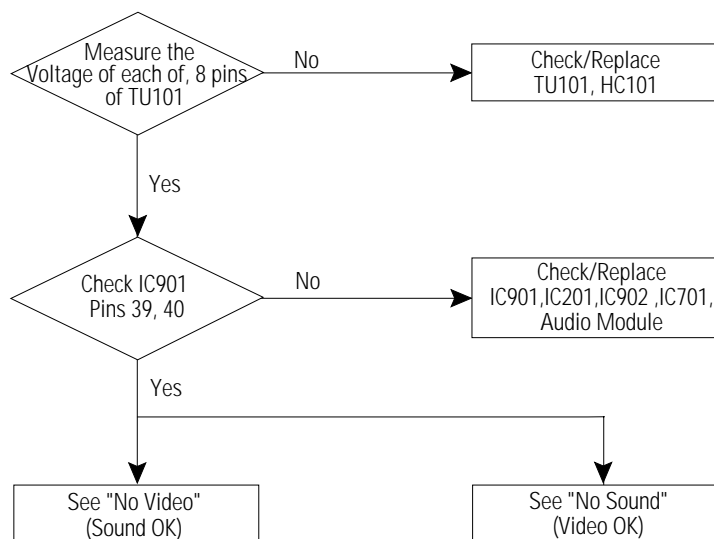 Measure the
Voltage of each of, 8 pins
of TU101
No
Check/Replace
TU101, HC101
Yes
Check IC901
Pins 39, 40
No
Check/Replace
IC901,IC201,IC902 ,IC701,
Audio Module
Yes
See "No Video"
(Sound OK)
See "No Sound"
(Video OK)